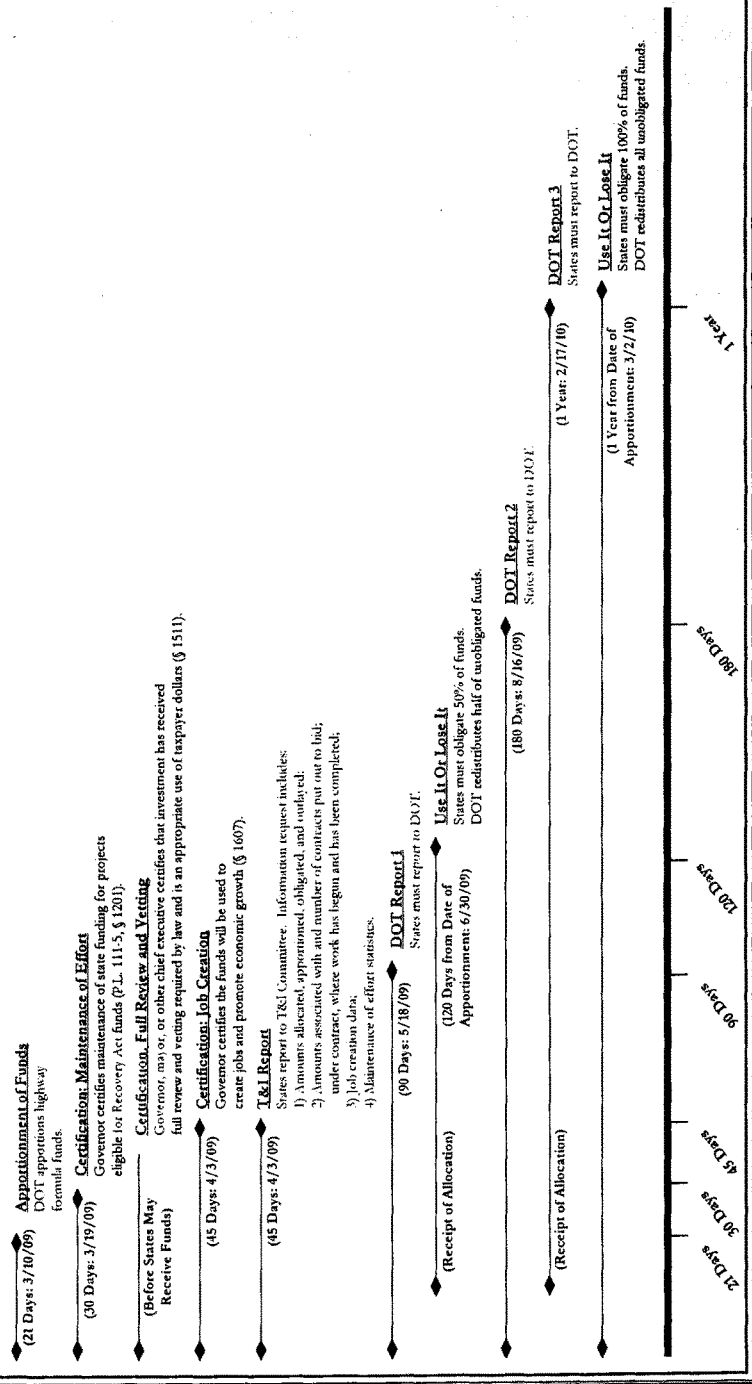 (21 Days: 3/10/09)
Apportionment of Funds
DOT apportions highway
formula funds.
(30 Days: 3/19/09)
Certification: Maintenance of Effort
Governor certifies maintenance of state funding for projects
eligible for Recovery Act funds (P.L. 111-5, § 1201).
(Before States May
Receive Funds)
Certification, Full Review and Vetting
Governor, mayor, or other chief executive certifies that investment has received
full review and vetting required by law and is an appropriate use of taxpayer dollars (§ 1511).
(45 Days: 4/3/09)
Certification: Job Creation
Governor certifies the funds will be used to
create jobs and promote economic growth (§ 1607).
(45 Days: 4/3/09)
T&I Report
States report to T&I Committee. Information request includes:
1) Amounts allocated, apportioned, obligated, and outlayed;
2) Amounts associated with and number of contracts put out to bid;
under contract, where work has begun and has been completed;
3) Job creation data;
4) Maintenance of effort statistics.
(90 Days: 5/18/09)
DOT Report 1
States must report to DOT.
(Receipt of Allocation)
(120 Days from Date of
Apportionment: 6/30/09)
Use It Or Lose It
States must obligate 50% of funds.
DOT redistributes half of unobligated funds.
(180 Days: 8/16/09)
DOT Report 2
States must report to DOT.
(Receipt of Allocation)
(1 Year: 2/17/10)
DOT Report 3
States must report to DOT.
(1 Year from Date of
Apportionment: 3/2/10)
Use It Or Lose It
States must obligate 100% of funds.
DOT redistributes all unobligated funds.
21 Days
30 Days
45 Days
90 Days
120 Days
180 Days
1 Year